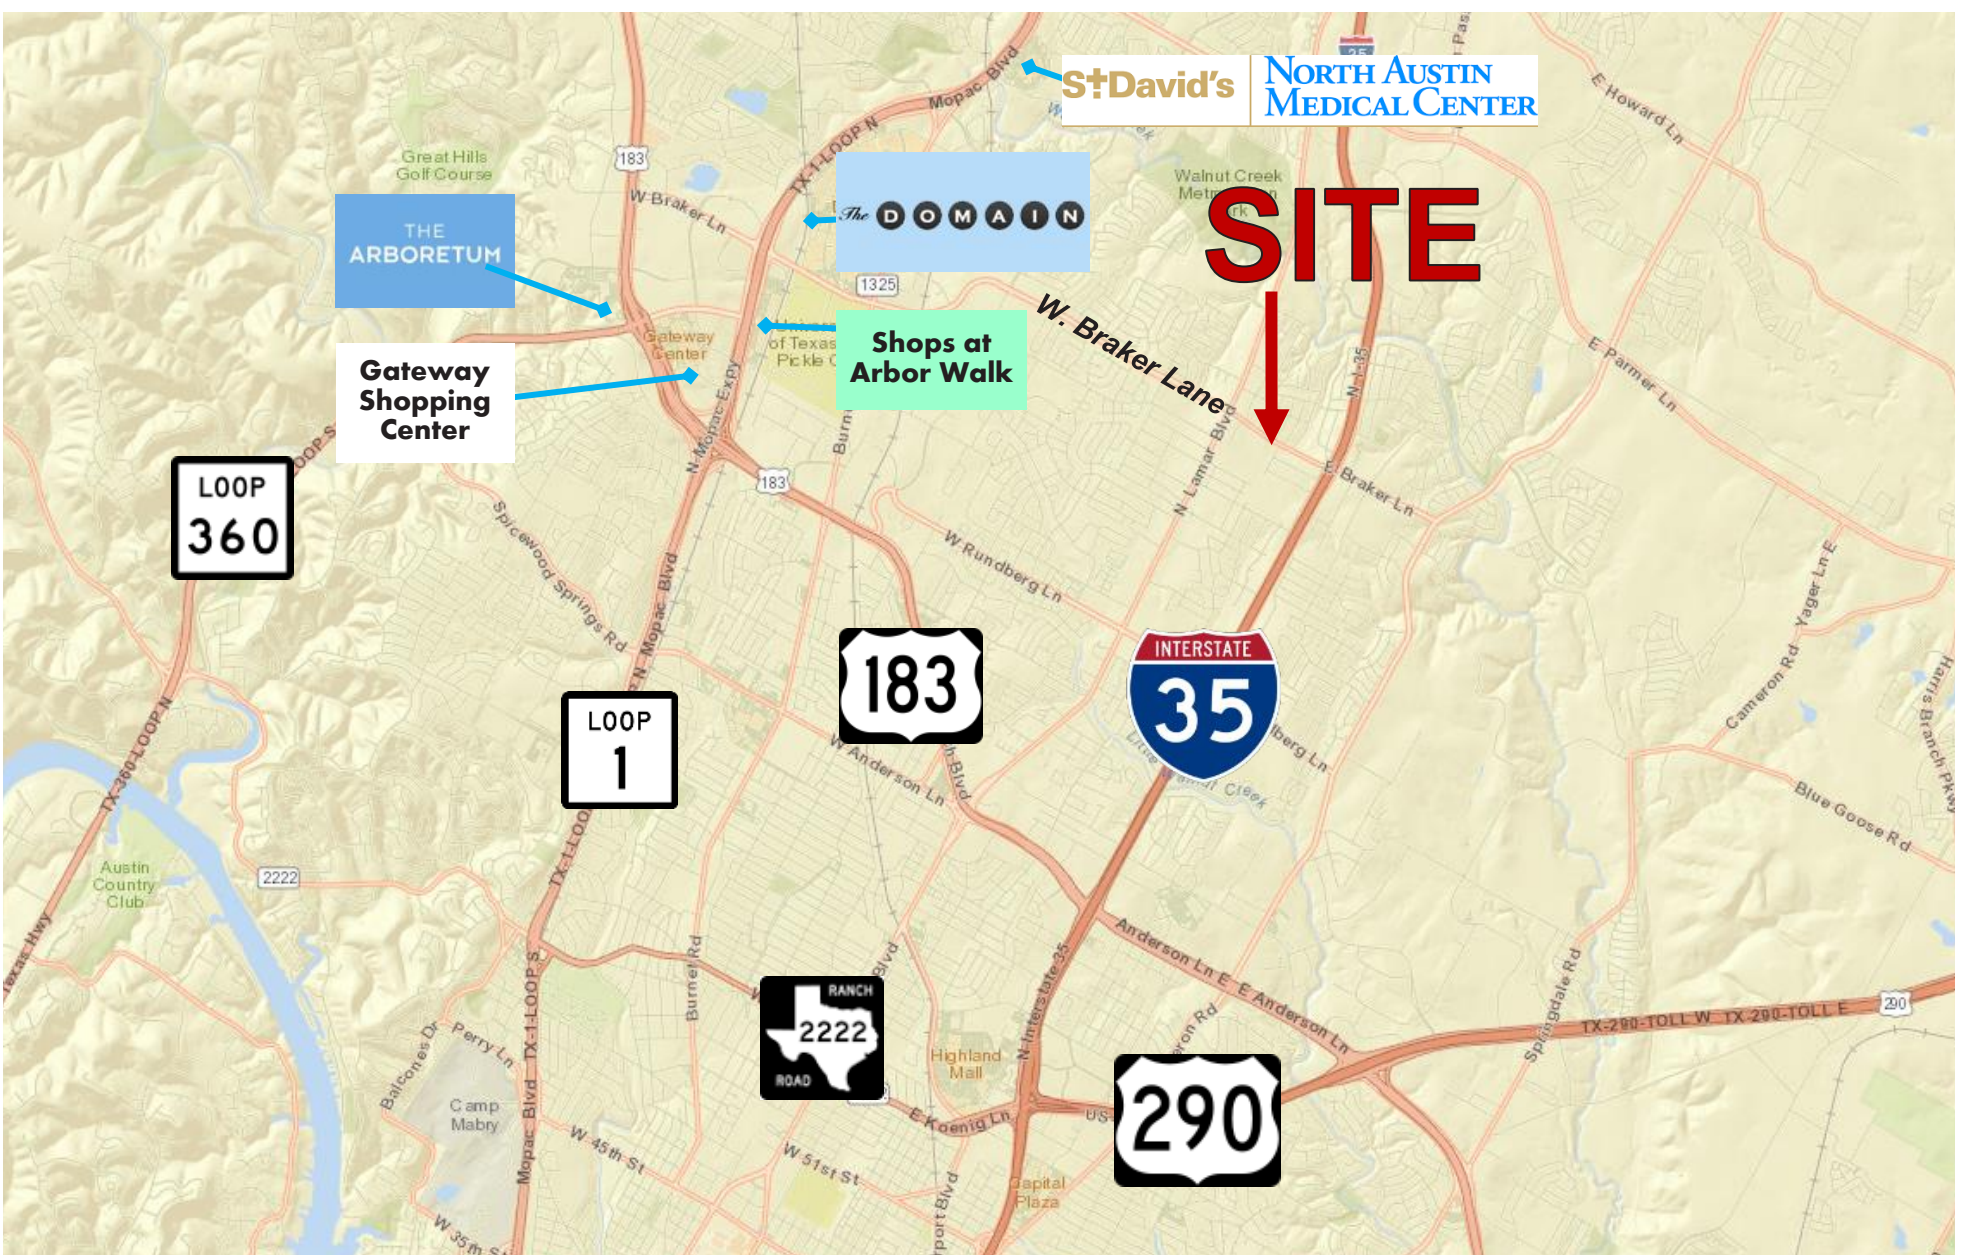 Mopac Blvd
St David's
NORTH AUSTIN
MEDICAL CENTER
E Howard Ln
TX-1-LOOP N
183
Great Hills
Golf Course
W Braker Ln
Walnut Creek
SITE
The DOMAIN
THE
ARBORETUM
1325
W. Braker Lane
Gateway
Center
of Texas
Shops at
Arbor Walk
Gateway
Shopping
Center
N Mopac Expy
N I-35
E Parmer Ln
N Lamar Blvd
E Braker Ln
LOOP
360
183
Spicewood Springs Rd
N Mopac Blvd
W Rundberg Ln
Yager Ln E
Cameron Rd
Harris Branch Pkwy
INTERSTATE
35
183
LOOP
1
TX-360-LOOP N
W Anderson Ln
Creek
Blue Goose Rd
Austin
Country
Club
2222
Burnet Rd
Anderson Ln E
E Anderson Ln
N Interstate 35
Springdale Rd
TX-290-TOLL W
TX 290-TOLL E
290
RANCH
2222
ROAD
Balcones Dr
Perry Ln
Mopac Blvd
TX-1-LOOP S
Highland
Mall
E Koenig Ln
US
290
Camp
Mabry
W 45th St
W 51st St
Capital
Plaza